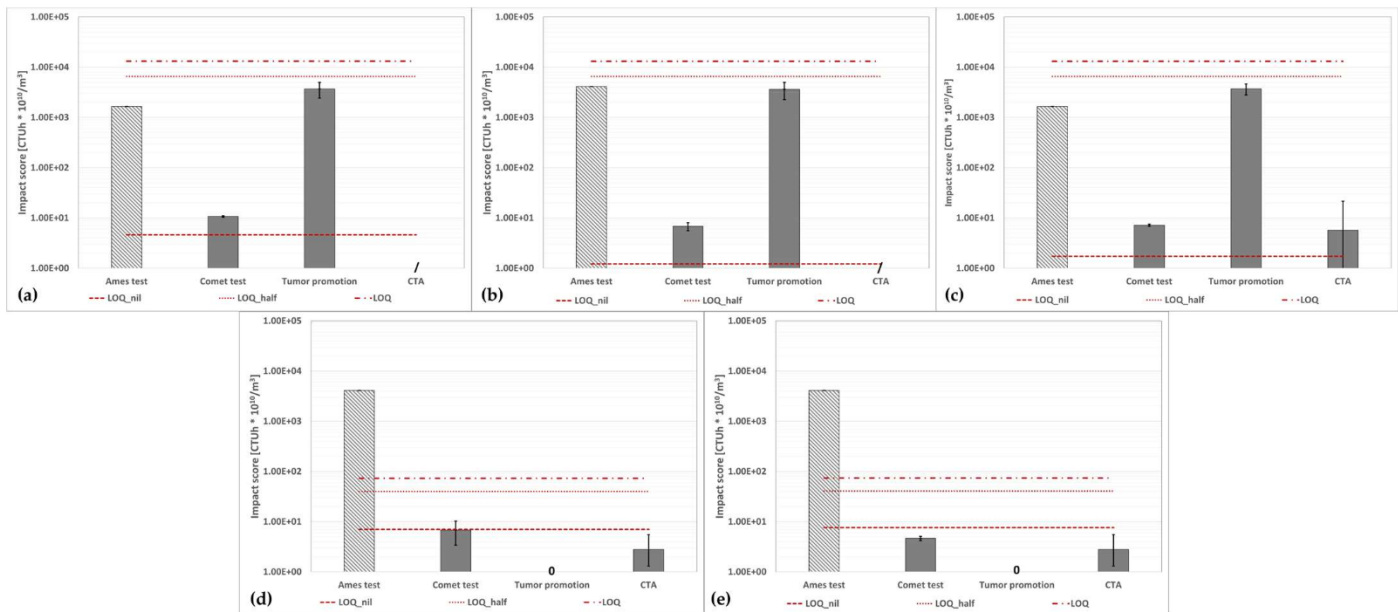 1.00E+05
1.00E+04
1.00E+03
1.00E+02
1.00E+01
1.00E+00
Impact score [CTUh * 10¹⁰/m³]
/
Ames test Comet test Tumor promotion CTA
(a)
LOQ_nil LOQ_half LOQ
1.00E+05
1.00E+04
1.00E+03
1.00E+02
1.00E+01
1.00E+00
Impact score [CTUh * 10¹⁰/m³]
/
Ames test Comet test Tumor promotion CTA
(b)
LOQ_nil LOQ_half LOQ
1.00E+05
1.00E+04
1.00E+03
1.00E+02
1.00E+01
1.00E+00
Impact score [CTUh * 10¹⁰/m³]
Ames test Comet test Tumor promotion CTA
(c)
LOQ_nil LOQ_half LOQ
1.00E+05
1.00E+04
1.00E+03
1.00E+02
1.00E+01
1.00E+00
Impact score [CTUh * 10¹⁰/m³]
0
Ames test Comet test Tumor promotion CTA
(d)
LOQ_nil LOQ_half LOQ
1.00E+05
1.00E+04
1.00E+03
1.00E+02
1.00E+01
1.00E+00
Impact score [CTUh * 10¹⁰/m³]
0
Ames test Comet test Tumor promotion CTA
(e)
LOQ_nil LOQ_half LOQ